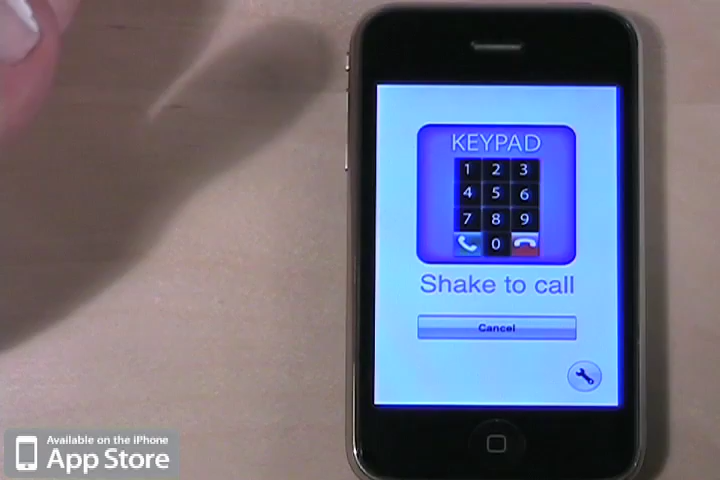 KEYPAD
1 2 3
4 5 6
7 8 9
0
Shake to call
Cancel
Available on the iPhone
App Store